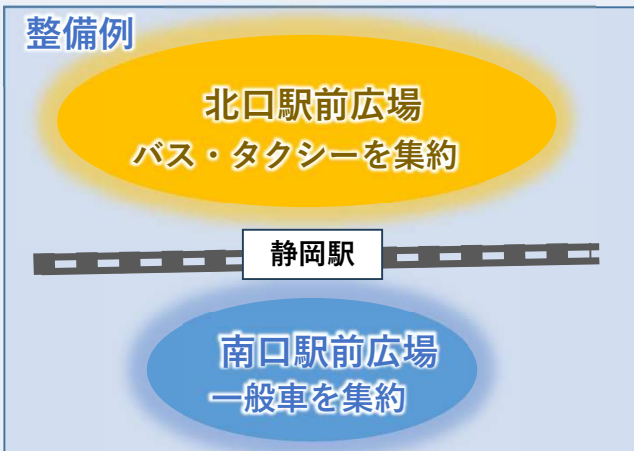 整備例
北口駅前広場
バス・タクシーを集約
静岡駅
南口駅前広場
一般車を集約